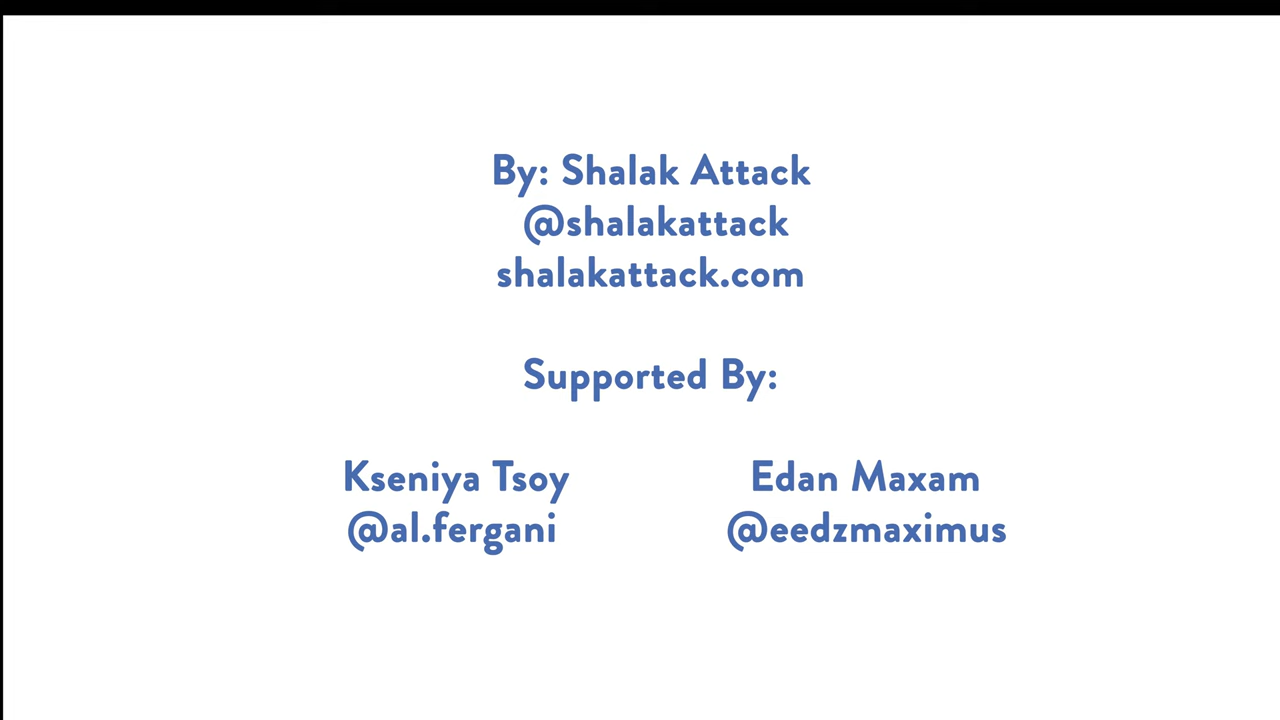 By: Shalak Attack
@shalakattack
shalakattack.com
Supported By:
Kseniya Tsoy
@al.fergani
Edan Maxam
@eedzmaximus